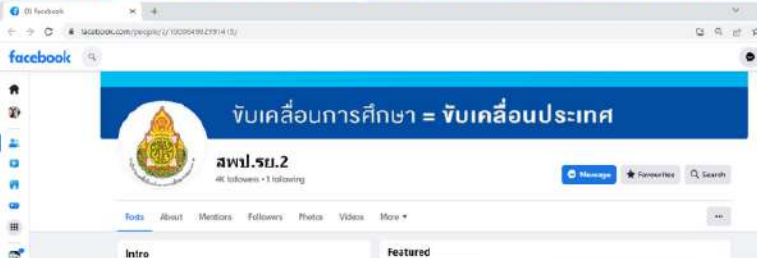 (1) Facebook
facebook
ขับเคลื่อนการศึกษา = ขับเคลื่อนประเทศ
สพป.รย.2
4K followers • 1 following
Message
Favourites
Search
Posts About Mentions Followers Photos Videos More
Intro
Featured